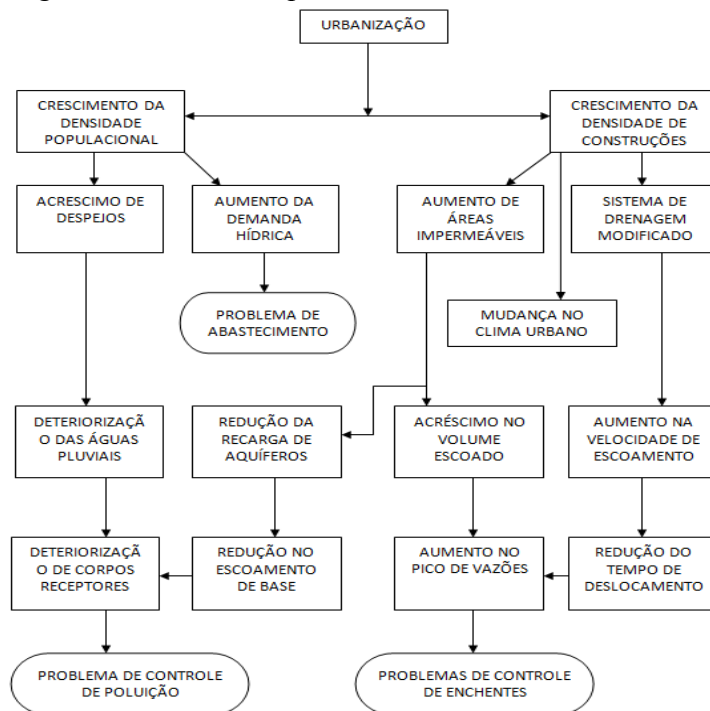 URBANIZAÇÃO
CRESCIMENTO DA
DENSIDADE
POPULACIONAL
CRESCIMENTO DA
DENSIDADE DE
CONSTRUÇÕES
ACRESCIMO DE
DESPEJOS
AUMENTO DA
DEMANDA
HÍDRICA
AUMENTO DE
ÁREAS
IMPERMEÁVEIS
SISTEMA DE
DRENAGEM
MODIFICADO
PROBLEMA DE
ABASTECIMENTO
MUDANÇA NO
CLIMA URBANO
DETERIORIZAÇÃ
O DAS ÁGUAS
PLUVIAIS
REDUÇÃO DA
RECARGA DE
AQUÍFEROS
ACRÉSCIMO NO
VOLUME
ESCOADO
AUMENTO NA
VELOCIDADE DE
ESCOAMENTO
DETERIORIZAÇÃ
O DE CORPOS
RECEPTORES
REDUÇÃO NO
ESCOAMENTO
DE BASE
AUMENTO NO
PICO DE VAZÕES
REDUÇÃO DO
TEMPO DE
DESLOCAMENTO
PROBLEMA DE CONTROLE
DE POLUIÇÃO
PROBLEMAS DE CONTROLE
DE ENCHENTES